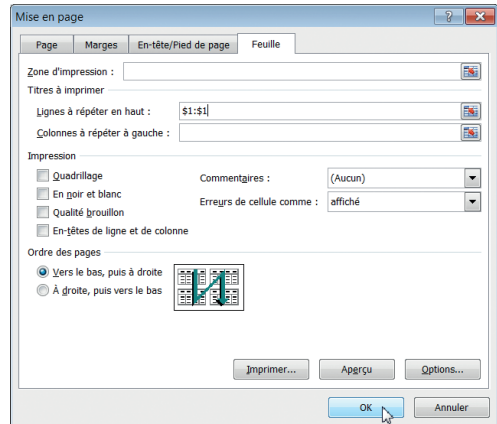 Mise en page
Page Marges En-tête/Pied de page Feuille
Zone d'impression :
Titres à imprimer
Lignes à répéter en haut : $1:$1
Colonnes à répéter à gauche :
Impression
Quadrillage Commentaires : (Aucun)
En noir et blanc Erreurs de cellule comme : affiché
Qualité brouillon
En-têtes de ligne et de colonne
Ordre des pages
Vers le bas, puis à droite
À droite, puis vers le bas
Imprimer... Aperçu Options...
OK Annuler